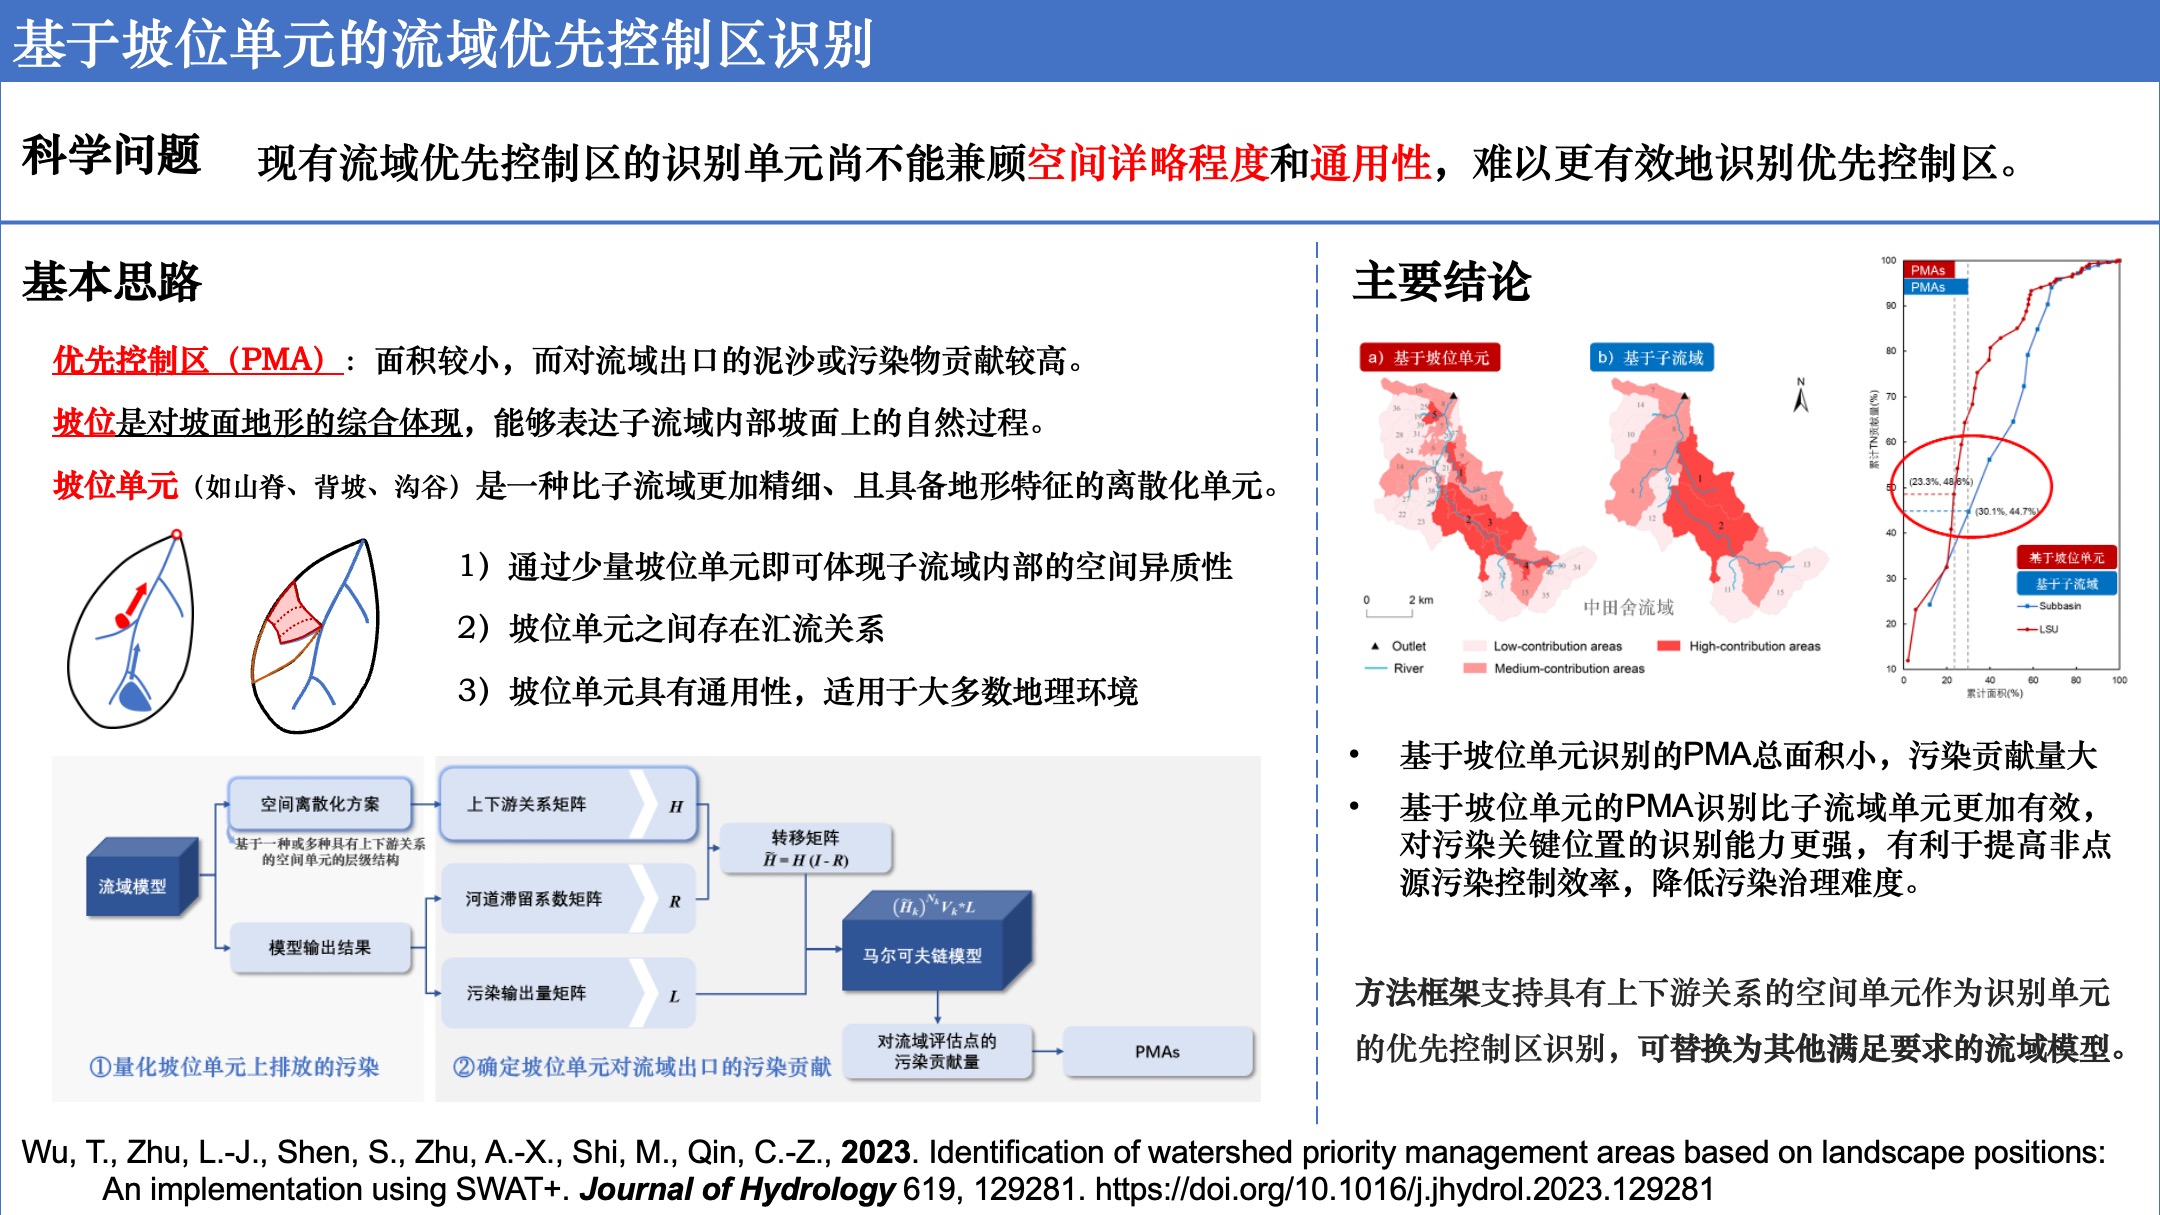 基于坡位单元的流域优先控制区识别
科学问题
现有流域优先控制区的识别单元尚不能兼顾空间详略程度和通用性，难以更有效地识别优先控制区。
基本思路
优先控制区（PMA）：面积较小，而对流域出口的泥沙或污染物贡献较高。
坡位是对坡面地形的综合体现，能够表达子流域内部坡面上的自然过程。
坡位单元（如山脊、背坡、沟谷）是一种比子流域更加精细、且具备地形特征的离散化单元。
1）通过少量坡位单元即可体现子流域内部的空间异质性
2）坡位单元之间存在汇流关系
3）坡位单元具有通用性，适用于大多数地理环境
流域模型
空间离散化方案
基于一种或多种具有上下游关系
的空间单元的层级结构
模型输出结果
①量化坡位单元上排放的污染
上下游关系矩阵 H
河道滞留系数矩阵 R
污染输出量矩阵 L
转移矩阵
H̃ = H (I - R)
(H̃k)^Nk Vk*L
马尔可夫链模型
对流域评估点的
污染贡献量
PMAs
②确定坡位单元对流域出口的污染贡献
主要结论
a）基于坡位单元
b）基于子流域
N
0 2 km
中田舍流域
Outlet
River
Low-contribution areas
Medium-contribution areas
High-contribution areas
PMAs
PMAs
累计TN贡献量(%)
100
90
80
70
60
50
40
30
20
10
(23.3%, 48.6%)
(30.1%, 44.7%)
基于坡位单元
基于子流域
Subbasin
LSU
0 20 40 60 80 100
累计面积(%)
• 基于坡位单元识别的PMA总面积小，污染贡献量大
• 基于坡位单元的PMA识别比子流域单元更加有效，
对污染关键位置的识别能力更强，有利于提高非点
源污染控制效率，降低污染治理难度。
方法框架支持具有上下游关系的空间单元作为识别单元
的优先控制区识别，可替换为其他满足要求的流域模型。
Wu, T., Zhu, L.-J., Shen, S., Zhu, A.-X., Shi, M., Qin, C.-Z., 2023. Identification of watershed priority management areas based on landscape positions:
An implementation using SWAT+. Journal of Hydrology 619, 129281. https://doi.org/10.1016/j.jhydrol.2023.129281